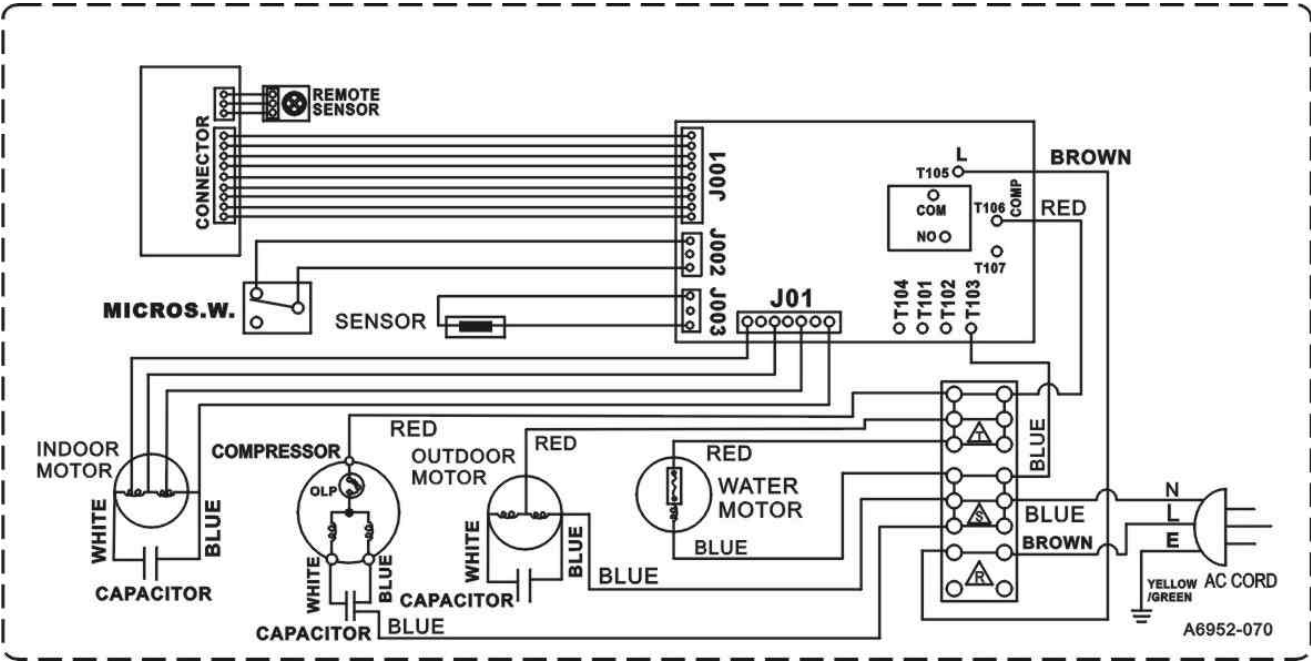 REMOTE
SENSOR
CONNECTOR
J001
L
BROWN
T105
COM
T106
COMP
RED
NO
T107
J002
MICROS.W.
SENSOR
J003
J01
T104
T101
T102
T103
RED
RED
BLUE
T
INDOOR
MOTOR
COMPRESSOR
OUTDOOR
MOTOR
RED
WATER
MOTOR
OLP
N
BLUE
S
L
BROWN
E
R
WHITE
BLUE
CAPACITOR
WHITE
BLUE
CAPACITOR
BLUE
WHITE
BLUE
CAPACITOR
BLUE
BLUE
YELLOW
/GREEN
AC CORD
A6952-070